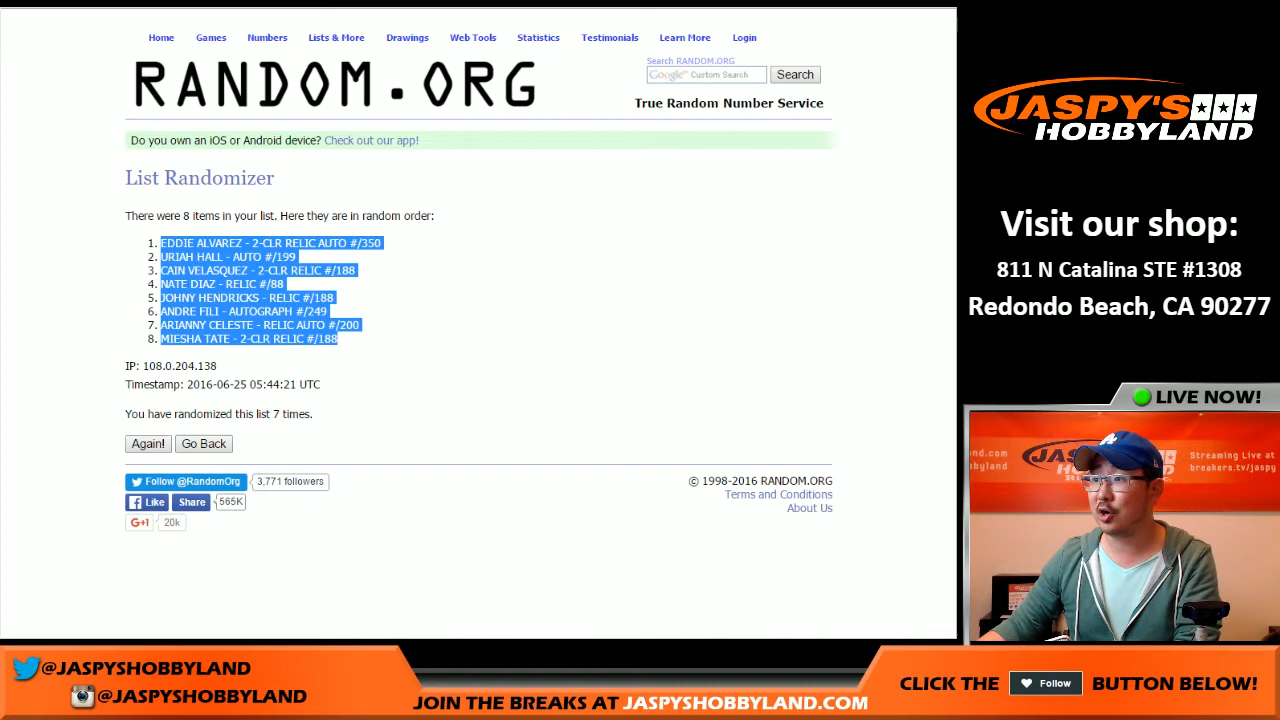 Home Games Numbers Lists & More Drawings Web Tools Statistics Testimonials Learn More Login
RANDOM.ORG
Search RANDOM.ORG
Google™ Custom Search Search
True Random Number Service
Do you own an iOS or Android device? Check out our app!
List Randomizer
There were 8 items in your list. Here they are in random order:
1. EDDIE ALVAREZ - 2-CLR RELIC AUTO #/350
2. URIAH HALL - AUTO #/199
3. CAIN VELASQUEZ - 2-CLR RELIC #/188
4. NATE DIAZ - RELIC #/88
5. JOHNY HENDRICKS - RELIC #/188
6. ANDRE FILI - AUTOGRAPH #/249
7. ARIANNY CELESTE - RELIC AUTO #/200
8. MIESHA TATE - 2-CLR RELIC #/188
IP: 108.0.204.138
Timestamp: 2016-06-25 05:44:21 UTC
You have randomized this list 7 times.
Again! Go Back
Follow @RandomOrg 3,771 followers
Like Share 565K
G+1 20k
© 1998-2016 RANDOM.ORG
Terms and Conditions
About Us
JASPY'S
HOBBYLAND
Visit our shop:
811 N Catalina STE #1308
Redondo Beach, CA 90277
LIVE NOW!
Streaming Live at
breakers.tv/jaspy
@JASPYSHOBBYLAND
@JASPYSHOBBYLAND
JOIN THE BREAKS AT JASPYSHOBBYLAND.COM
CLICK THE Follow BUTTON BELOW!